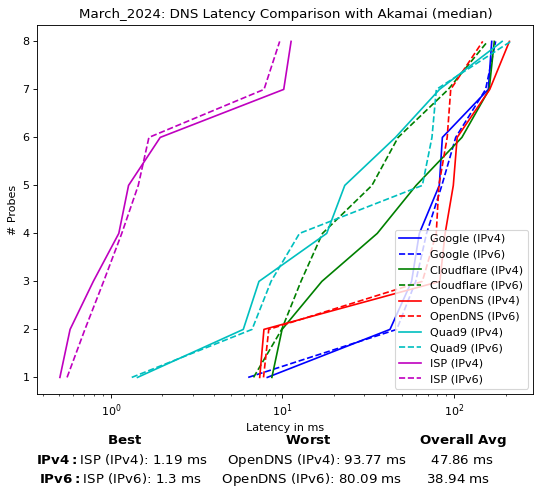 March_2024: DNS Latency Comparison with Akamai (median)
8
7
6
5
4
3
2
1
# Probes
Google (IPv4)
Google (IPv6)
Cloudflare (IPv4)
Cloudflare (IPv6)
OpenDNS (IPv4)
OpenDNS (IPv6)
Quad9 (IPv4)
Quad9 (IPv6)
ISP (IPv4)
ISP (IPv6)
10⁰ 10¹ 10²
Latency in ms
Best Worst Overall Avg
IPv4: ISP (IPv4): 1.19 ms OpenDNS (IPv4): 93.77 ms 47.86 ms
IPv6: ISP (IPv6): 1.3 ms OpenDNS (IPv6): 80.09 ms 38.94 ms